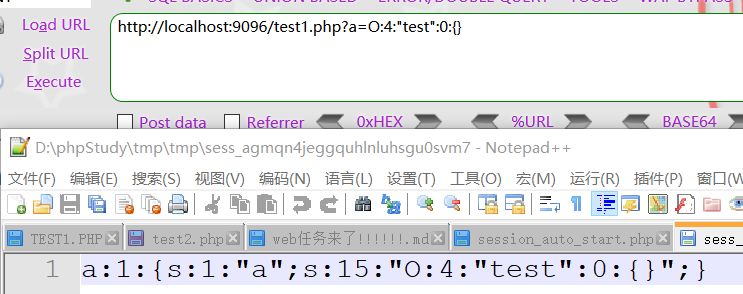 Load URL
http://localhost:9096/test1.php?a=O:4:"test":0:{}
Split URL
Execute
Post data Referrer 0xHEX %URL BASE64
D:\phpStudy\tmp\tmp\sess_agmqn4jeggquhlnluhsgu0svm7 - Notepad++
文件(F) 编辑(E) 搜索(S) 视图(V) 编码(N) 语言(L) 设置(T) 工具(O) 宏(M) 运行(R) 插件(P) 窗口(W
TEST1.PHP test2.php web任务来了!!!!!!.md session_auto_start.php sess_
1 a:1:{s:1:"a";s:15:"O:4:"test":0:{}";}